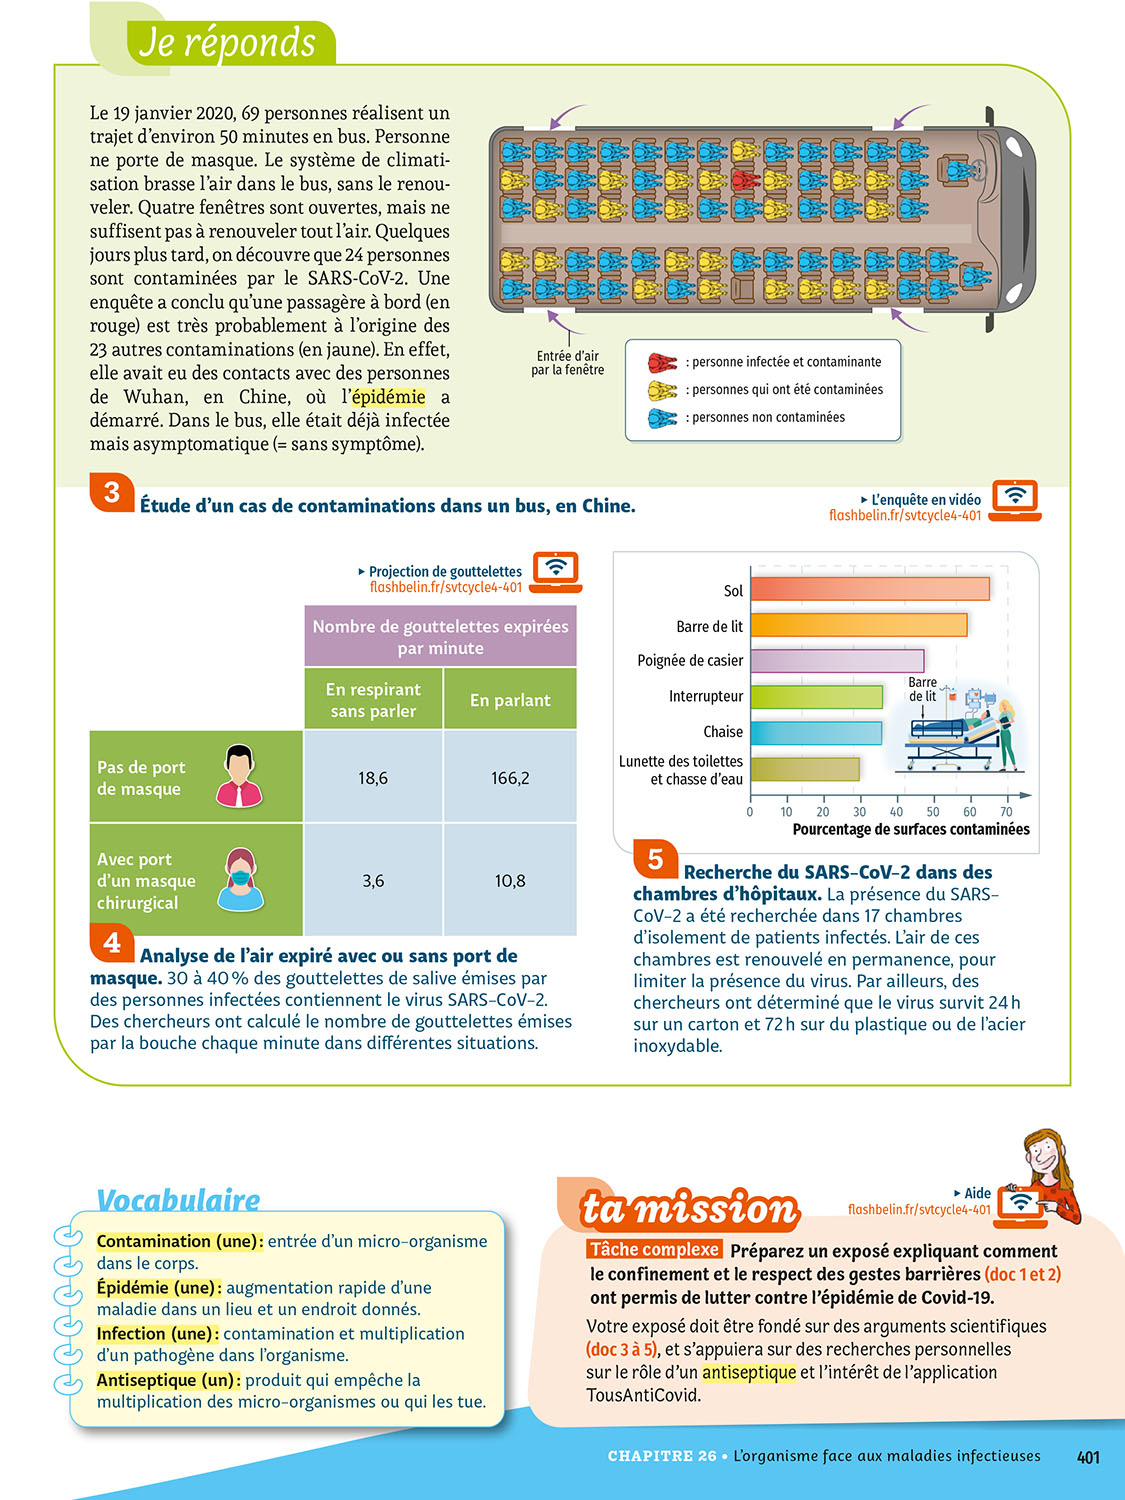 Je réponds
Le 19 janvier 2020, 69 personnes réalisent un
trajet d'environ 50 minutes en bus. Personne
ne porte de masque. Le système de climati-
sation brasse l'air dans le bus, sans le renou-
veler. Quatre fenêtres sont ouvertes, mais ne
suffisent pas à renouveler tout l'air. Quelques
jours plus tard, on découvre que 24 personnes
sont contaminées par le SARS-CoV-2. Une
enquête a conclu qu'une passagère à bord (en
rouge) est très probablement à l'origine des
23 autres contaminations (en jaune). En effet,
elle avait eu des contacts avec des personnes
de Wuhan, en Chine, où l'épidémie a
démarré. Dans le bus, elle était déjà infectée
mais asymptomatique (= sans symptôme).
Entrée d'air
par la fenêtre
: personne infectée et contaminante
: personnes qui ont été contaminées
: personnes non contaminées
3 Étude d'un cas de contaminations dans un bus, en Chine.
▸ L'enquête en vidéo
flashbelin.fr/svtcycle4-401
▸ Projection de gouttelettes
flashbelin.fr/svtcycle4-401
Nombre de gouttelettes expirées
par minute
En respirant
sans parler
En parlant
Pas de port
de masque
18,6
166,2
Avec port
d'un masque
chirurgical
3,6
10,8
4 Analyse de l'air expiré avec ou sans port de
masque. 30 à 40 % des gouttelettes de salive émises par
des personnes infectées contiennent le virus SARS-CoV-2.
Des chercheurs ont calculé le nombre de gouttelettes émises
par la bouche chaque minute dans différentes situations.
Sol
Barre de lit
Poignée de casier
Interrupteur
Chaise
Lunette des toilettes
et chasse d'eau
Barre
de lit
0 10 20 30 40 50 60 70
Pourcentage de surfaces contaminées
5 Recherche du SARS-CoV-2 dans des
chambres d'hôpitaux. La présence du SARS-
CoV-2 a été recherchée dans 17 chambres
d'isolement de patients infectés. L'air de ces
chambres est renouvelé en permanence, pour
limiter la présence du virus. Par ailleurs, des
chercheurs ont déterminé que le virus survit 24 h
sur un carton et 72 h sur du plastique ou de l'acier
inoxydable.
Vocabulaire
Contamination (une) : entrée d'un micro-organisme
dans le corps.
Épidémie (une) : augmentation rapide d'une
maladie dans un lieu et un endroit donnés.
Infection (une) : contamination et multiplication
d'un pathogène dans l'organisme.
Antiseptique (un) : produit qui empêche la
multiplication des micro-organismes ou qui les tue.
ta mission
▸ Aide
flashbelin.fr/svtcycle4-401
Tâche complexe Préparez un exposé expliquant comment
le confinement et le respect des gestes barrières (doc 1 et 2)
ont permis de lutter contre l'épidémie de Covid-19.
Votre exposé doit être fondé sur des arguments scientifiques
(doc 3 à 5), et s'appuiera sur des recherches personnelles
sur le rôle d'un antiseptique et l'intérêt de l'application
TousAntiCovid.
CHAPITRE 26 • L'organisme face aux maladies infectieuses 401